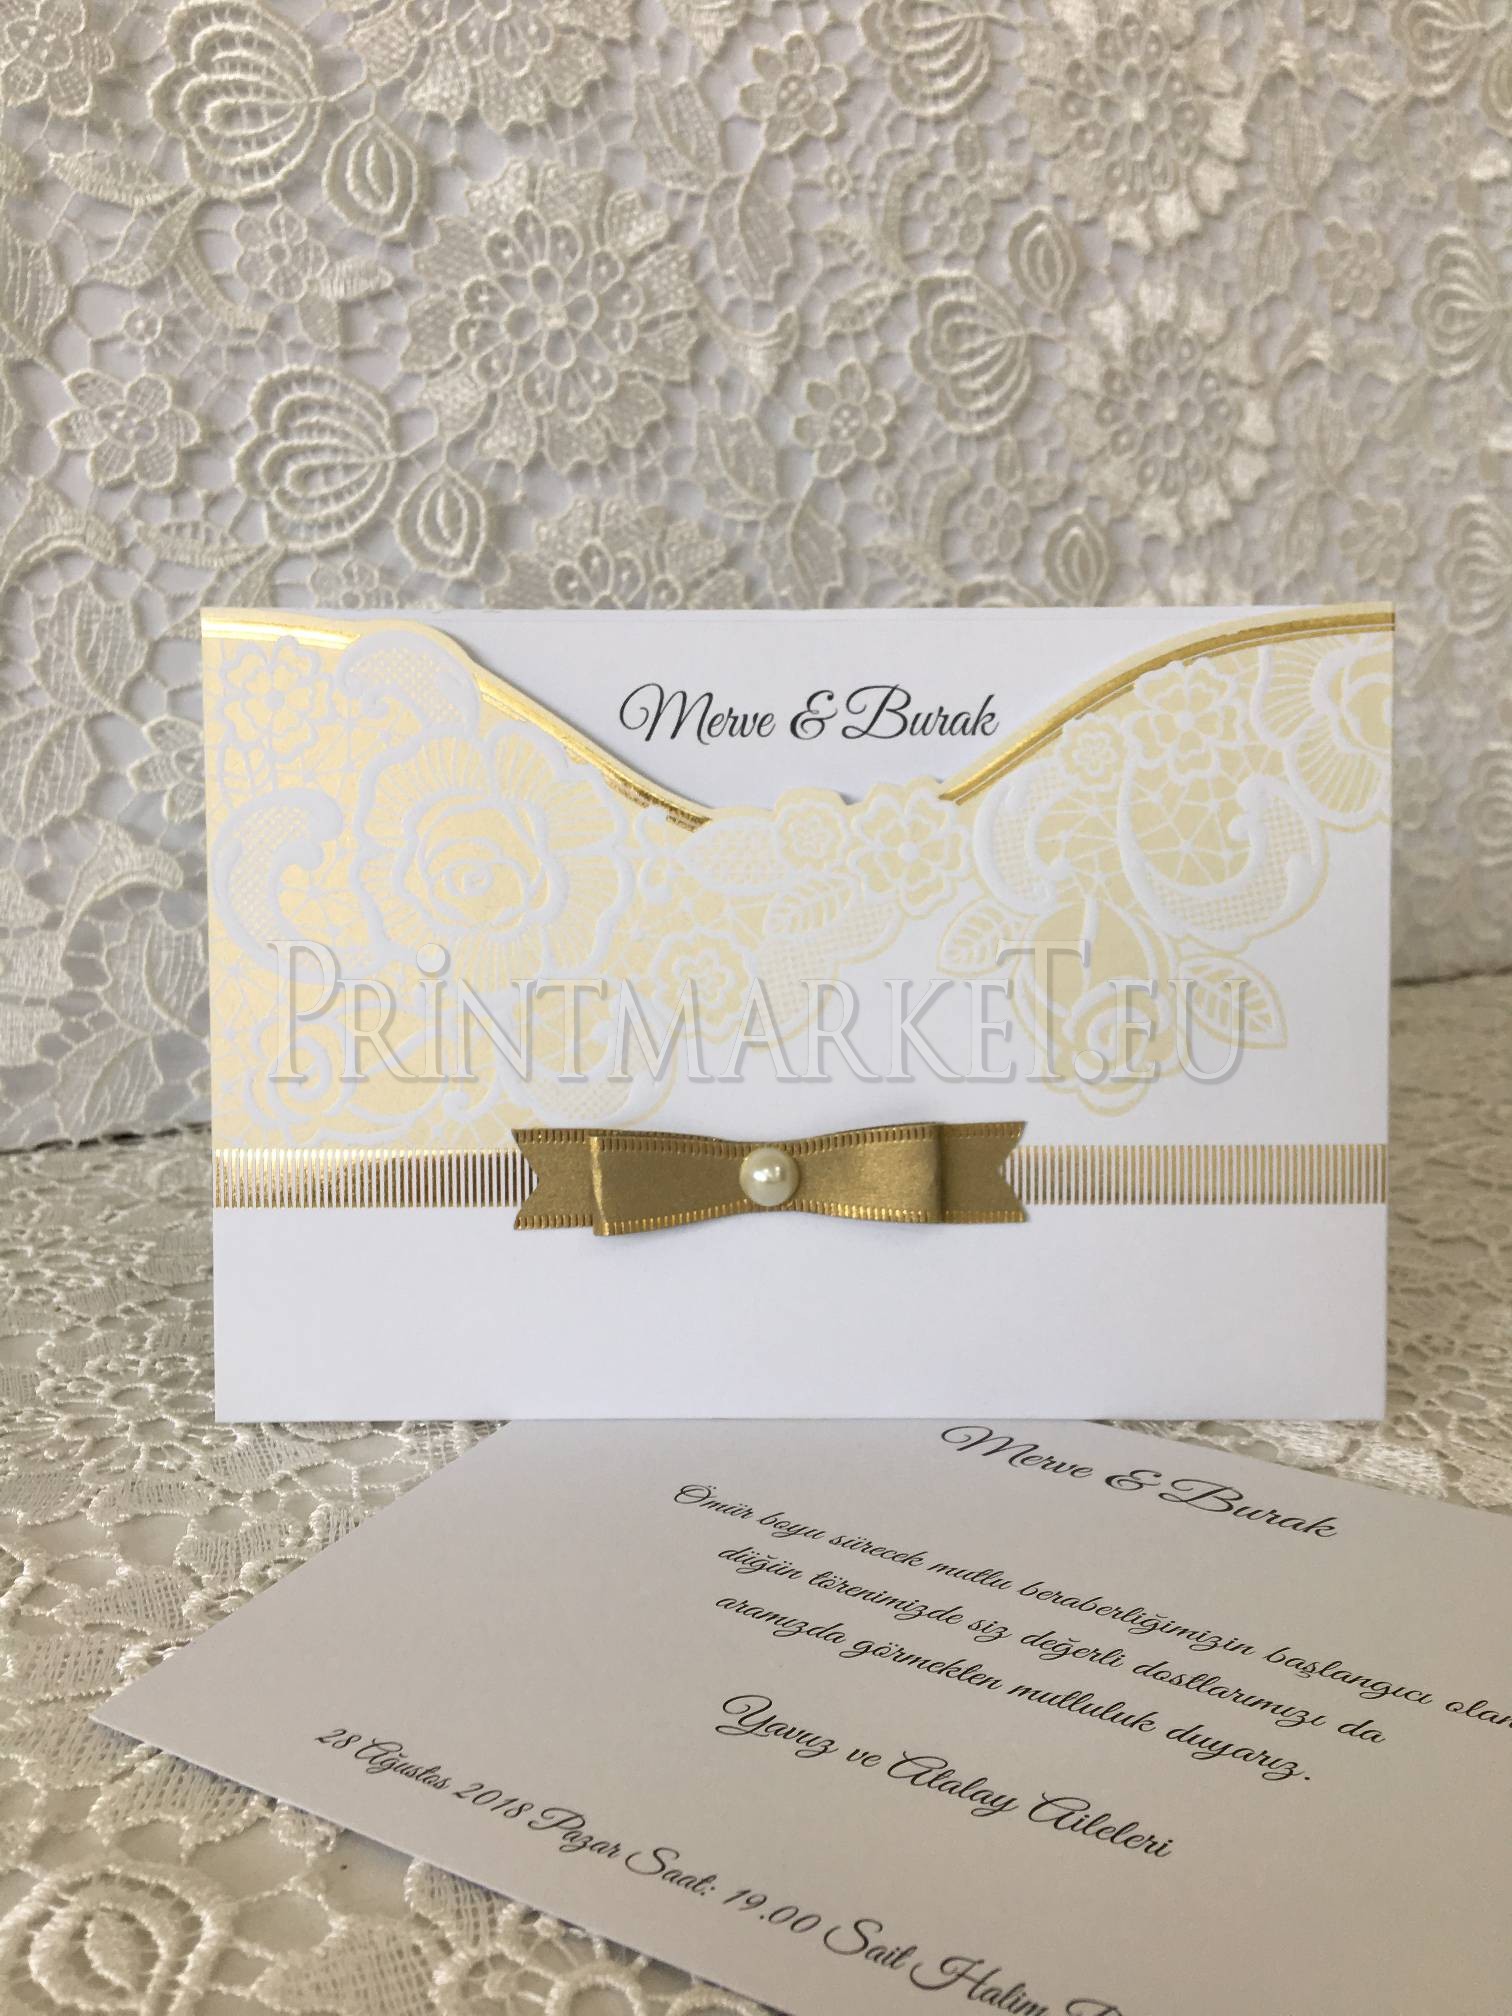 Merve & Burak
PRINTMARKET.EU
Merve & Burak
Ömür boyu sürecek mutlu beraberliğimizin başlangıcı
düğün törenimizde siz değerli dostlarımızı da
aramızda görmekten mutluluk duyarız.
Yavuz ve Atalay Aileleri
28 Ağustos 2018 Pazar Saat: 19.00 Sait Halim